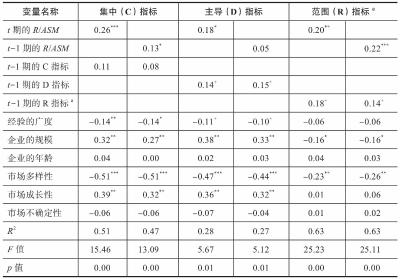 变量名称 集中（C）指标 主导（D）指标 范围（R）指标 a
t 期的 R/ASM 0.26*** 0.18* 0.20**
t-1 期的 R/ASM 0.13* 0.05 0.22***
t-1 期的 C 指标 0.11 0.08
t-1 期的 D 指标 0.14+ 0.15+
t-1 期的 R 指标 a 0.18+ 0.14+
经验的广度 -0.14** -0.14* -0.11+ -0.10+ -0.06 -0.06
企业的规模 0.32** 0.27** 0.38** 0.33** -0.16* -0.16*
企业的年龄 0.04 0.00 0.02 0.03 0.04 0.03
市场多样性 -0.51*** -0.51*** -0.47*** -0.44*** -0.23** -0.26**
市场成长性 0.39** 0.32** 0.36** 0.32** 0.01 0.06
市场不确定性 -0.06 -0.06 -0.07 -0.04 0.01 0.02
R² 0.51 0.47 0.28 0.27 0.63 0.63
F 值 15.46 13.09 5.67 5.12 25.23 25.11
p 值 0.00 0.00 0.01 0.01 0.00 0.00